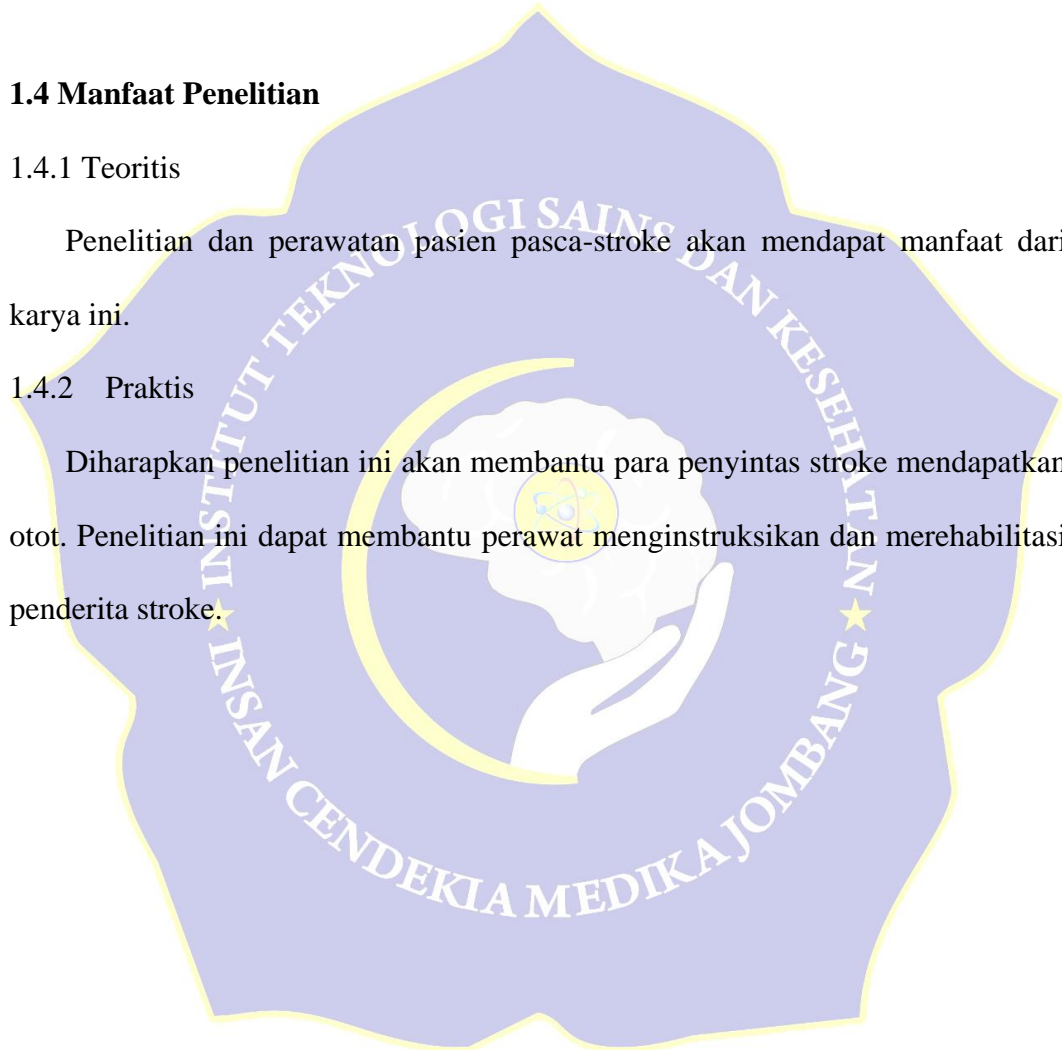 1.4 Manfaat Penelitian
1.4.1 Teoritis
Penelitian dan perawatan pasien pasca-stroke akan mendapat manfaat dari
karya ini.
1.4.2 Praktis
Diharapkan penelitian ini akan membantu para penyintas stroke mendapatkan
otot. Penelitian ini dapat membantu perawat menginstruksikan dan merehabilitasi
penderita stroke.
INSTITUT TEKNOLOGI SAINS DAN KESEHATAN
INSAN CENDEKIA MEDIKA JOMBANG